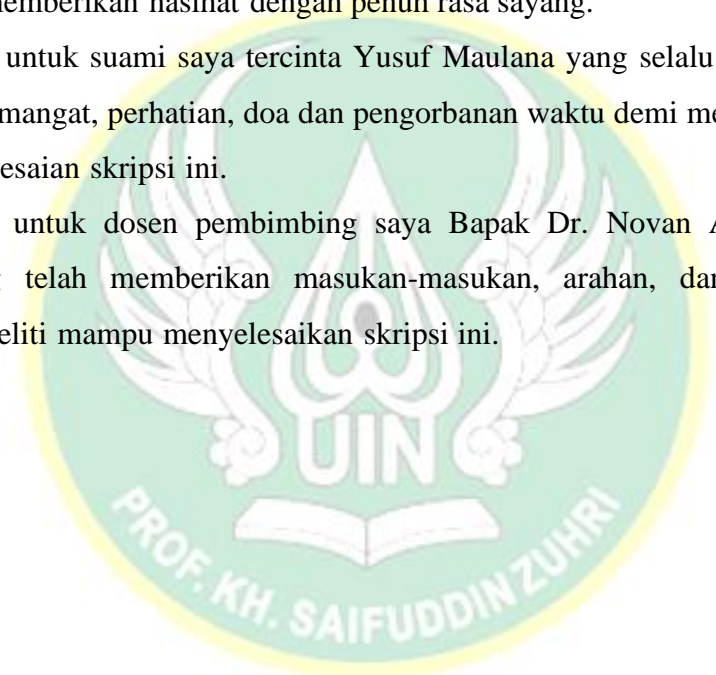 memberikan nasihat dengan penuh rasa sayang.
untuk suami saya tercinta Yusuf Maulana yang selalu
mangat, perhatian, doa dan pengorbanan waktu demi me
esaian skripsi ini.
untuk dosen pembimbing saya Bapak Dr. Novan A
telah memberikan masukan-masukan, arahan, dar
eliti mampu menyelesaikan skripsi ini.
UIN
PROF. KH. SAIFUDDIN ZUHRI